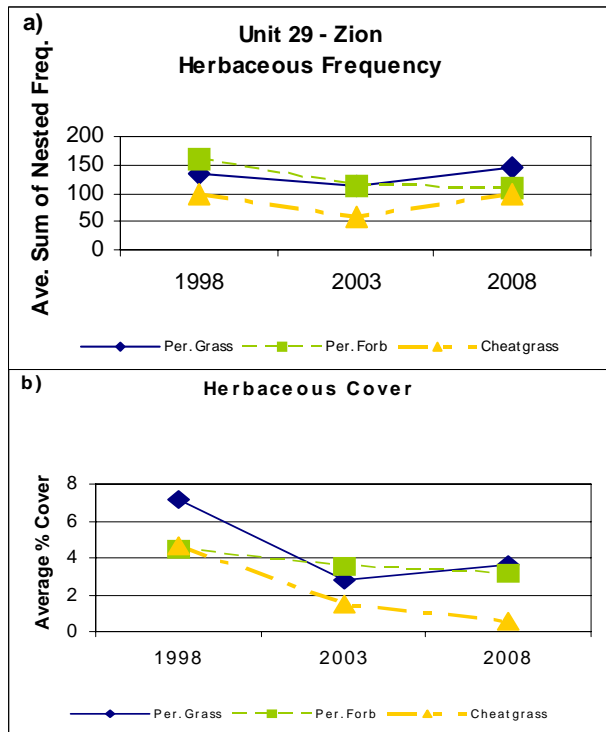 a)
Unit 29 - Zion
Herbaceous Frequency
Ave. Sum of Nested Freq.
200
150
100
50
0
1998 2003 2008
Per. Grass Per. Forb Cheatgrass
b)
Herbaceous Cover
Average % Cover
8
6
4
2
0
1998 2003 2008
Per. Grass Per. Forb Cheatgrass